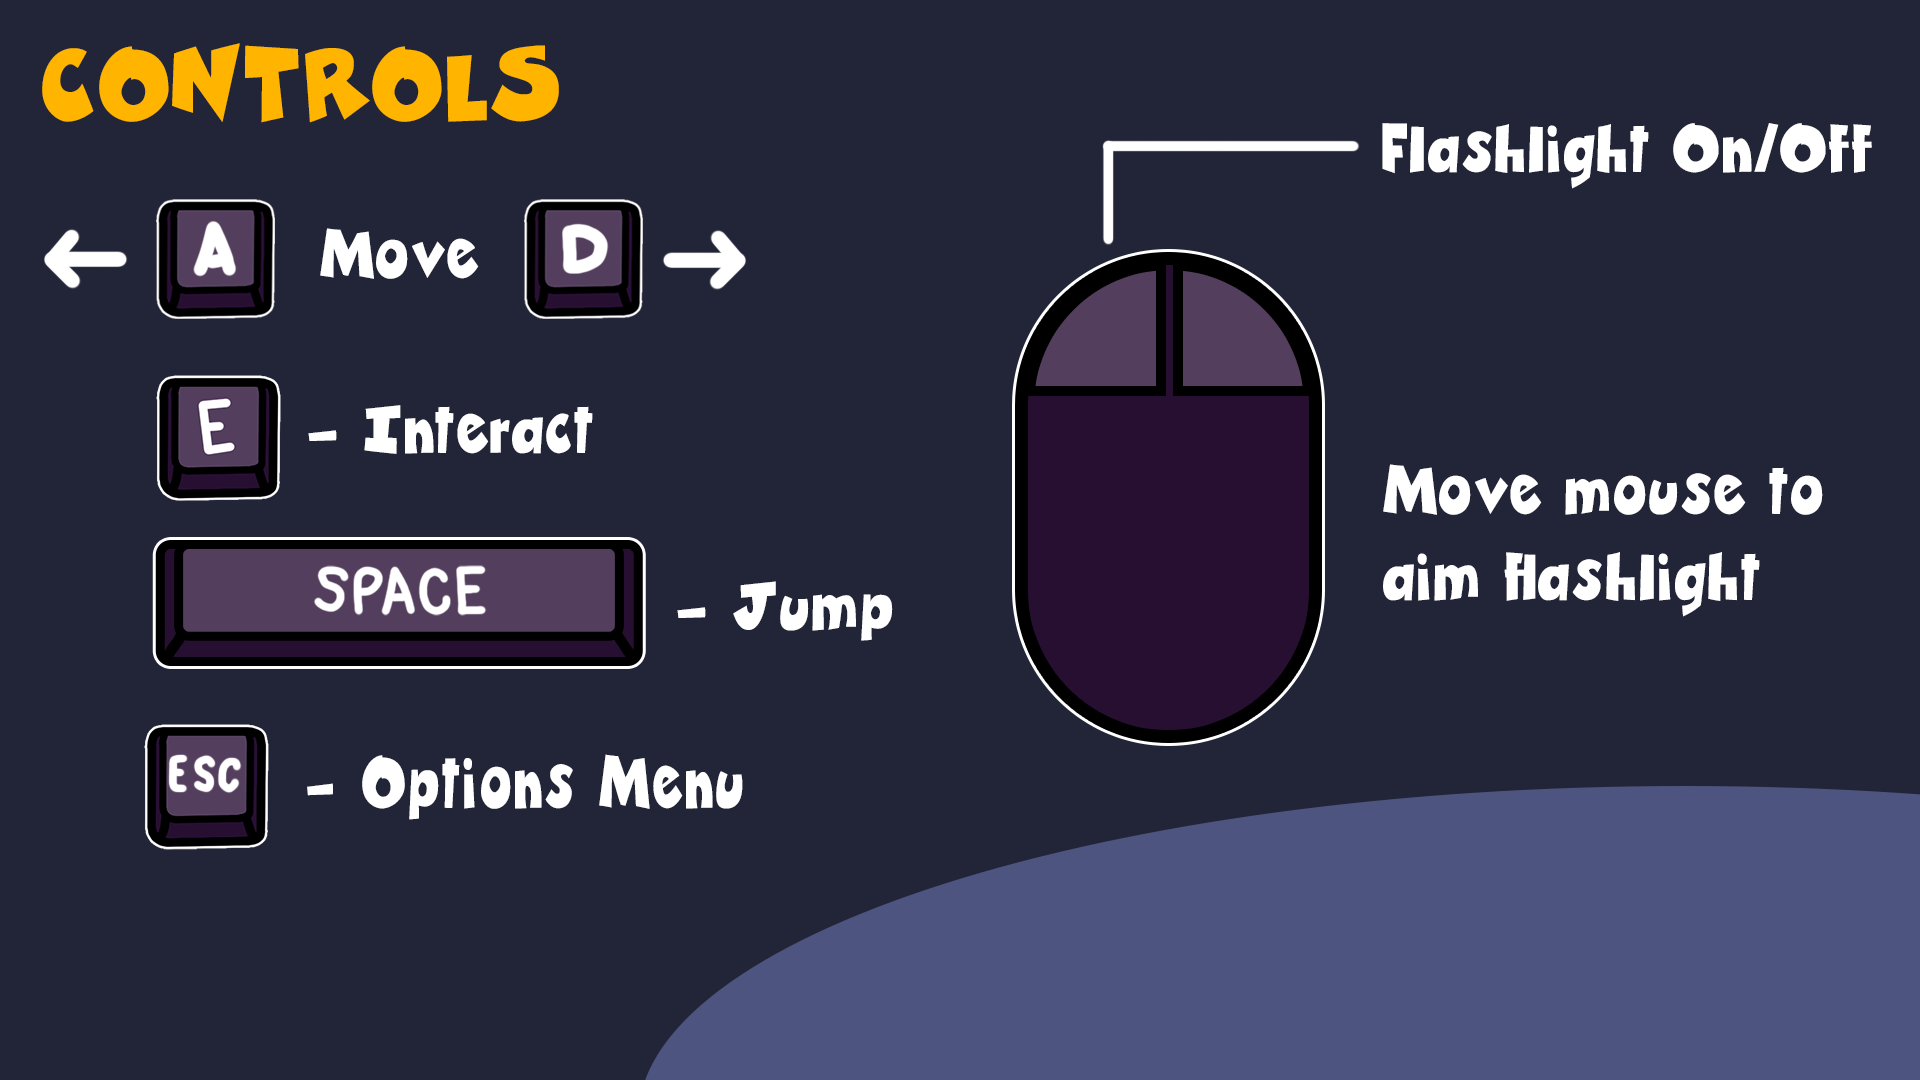 CONTROLS
A Move D
E - Interact
SPACE - Jump
ESC - Options Menu
Flashlight On/Off
Move mouse to
aim flashlight